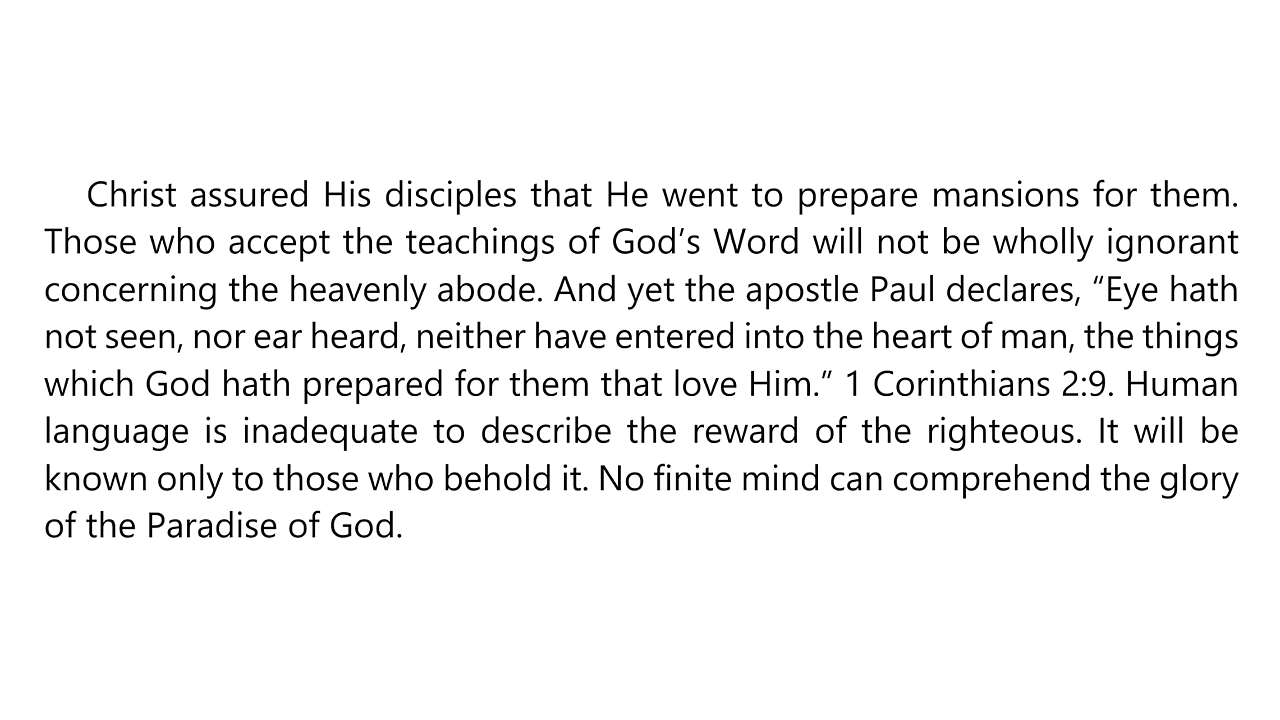 Christ assured His disciples that He went to prepare mansions for them.
Those who accept the teachings of God’s Word will not be wholly ignorant
concerning the heavenly abode. And yet the apostle Paul declares, “Eye hath
not seen, nor ear heard, neither have entered into the heart of man, the things
which God hath prepared for them that love Him.” 1 Corinthians 2:9. Human
language is inadequate to describe the reward of the righteous. It will be
known only to those who behold it. No finite mind can comprehend the glory
of the Paradise of God.